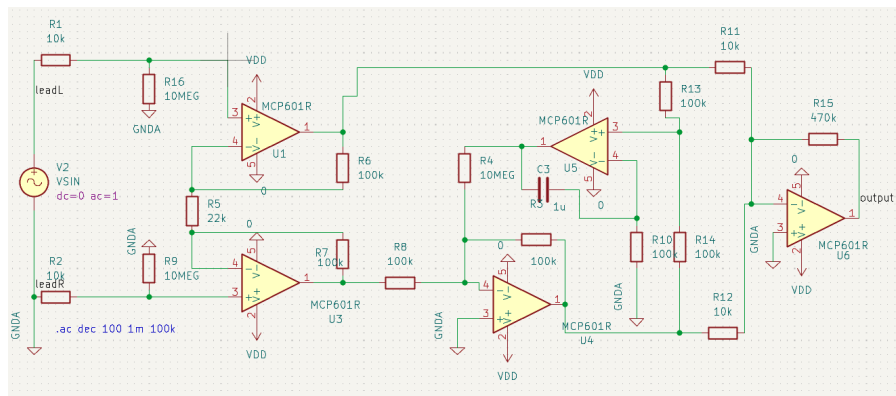 R1
10k
leadL
R16
10MEG
GNDA
VDD
2
V+
3
+
MCP601R
1
4
-
V-
U1
5
0
R6
100k
V2
VSIN
dc=0 ac=1
R5
22k
GNDA
R9
10MEG
0
5
V-
R7
100k
4
-
1
3
+
V+
MCP601R
U3
2
VDD
R2
10k
leadR
GNDA
.ac dec 100 1m 100k
R8
100k
R4
10MEG
VDD
MCP601R
2
V+
3
+
1
4
-
V-
U5
5
0
C3
1u
R3
100k
0
5
V-
4
-
1
3
+
V+
MCP601R
U4
2
VDD
GNDA
R10
100k
GNDA
R13
100k
R14
100k
R11
10k
R12
10k
R15
470k
0
5
V-
4
-
1
3
+
V+
output
MCP601R
U6
2
VDD
GNDA